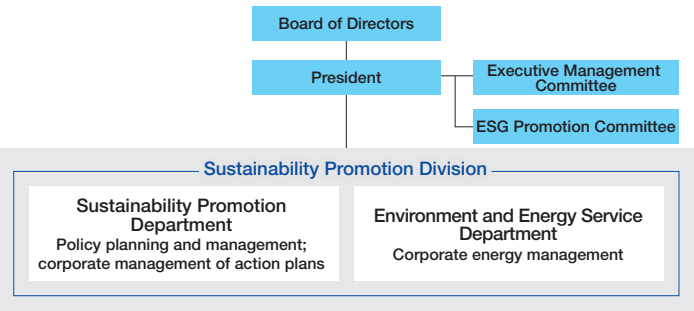 Board of Directors
President
Executive Management
Committee
ESG Promotion Committee
Sustainability Promotion Division
Sustainability Promotion
Department
Policy planning and management;
corporate management of action plans
Environment and Energy Service
Department
Corporate energy management